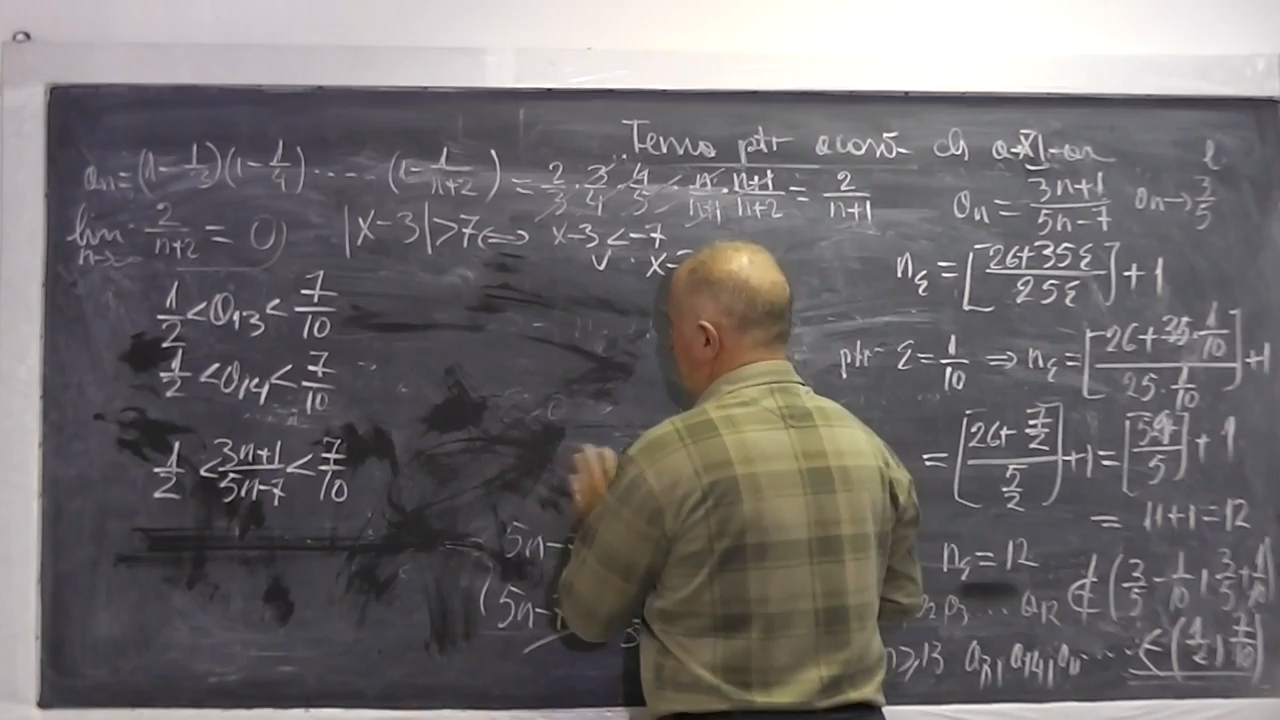 Tema ptr acasă cls a XI-a
aₙ = (1 - 1/3)(1 - 1/4) ..... (1 - 1/(n+2)) = 2/3 · 3/4 · 4/5 ··· n/(n+1) · (n+1)/(n+2) = 2/(n+1)
lim n→∞ 2/(n+2) = 0
|x-3|>7 ⇔ x-3<-7
v x
1/2 < a₁₃ < 7/10
1/2 < a₁₄ < 7/10
1/2 < (3n+1)/(5n-7) < 7/10
5n-
(5n-
aₙ = (3n+1)/(5n-7) aₙ → 3/5
n_ε = [(26+35ε)/(25ε)] + 1
ptr ε = 1/10 ⇒ n_ε = [(26+35·1/10)/(25·1/10)] + 1
= [(26+7/2)/(5/2)] + 1 = [59/5] + 1
= 11+1=12
n_ε = 12
... a₁₂ ∉ (3/5 - 1/10, 3/5 + 1/10)
n≥13 a₁₃, a₁₄, ..... ∈ (1/2, 7/10)